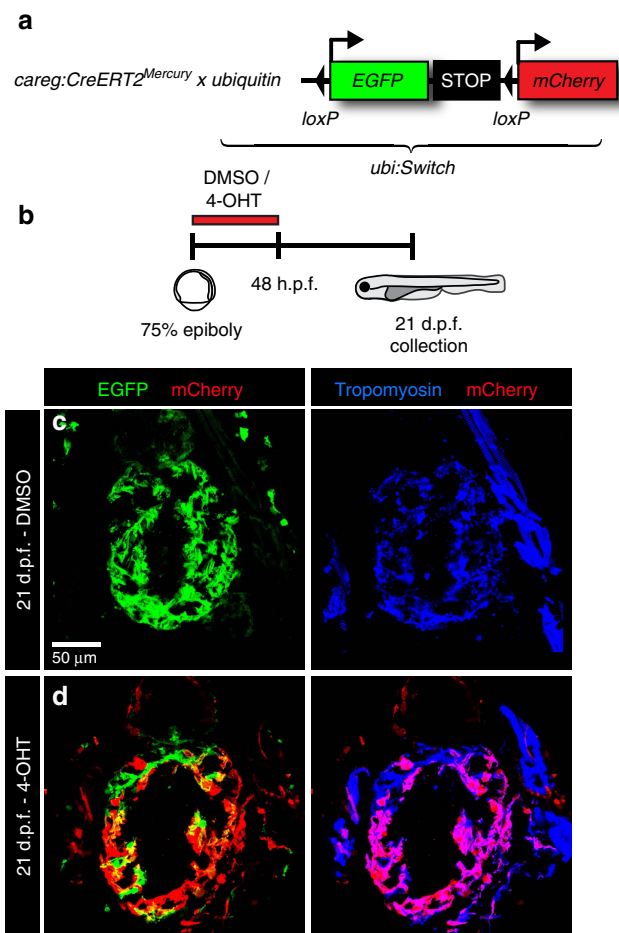 a
careg:CreERT2Mercury x ubiquitin
EGFP STOP mCherry
loxP loxP
ubi:Switch
b
DMSO /
4-OHT
48 h.p.f.
75% epiboly
21 d.p.f.
collection
EGFP mCherry
Tropomyosin mCherry
c
21 d.p.f. - DMSO
50 μm
d
21 d.p.f. - 4-OHT